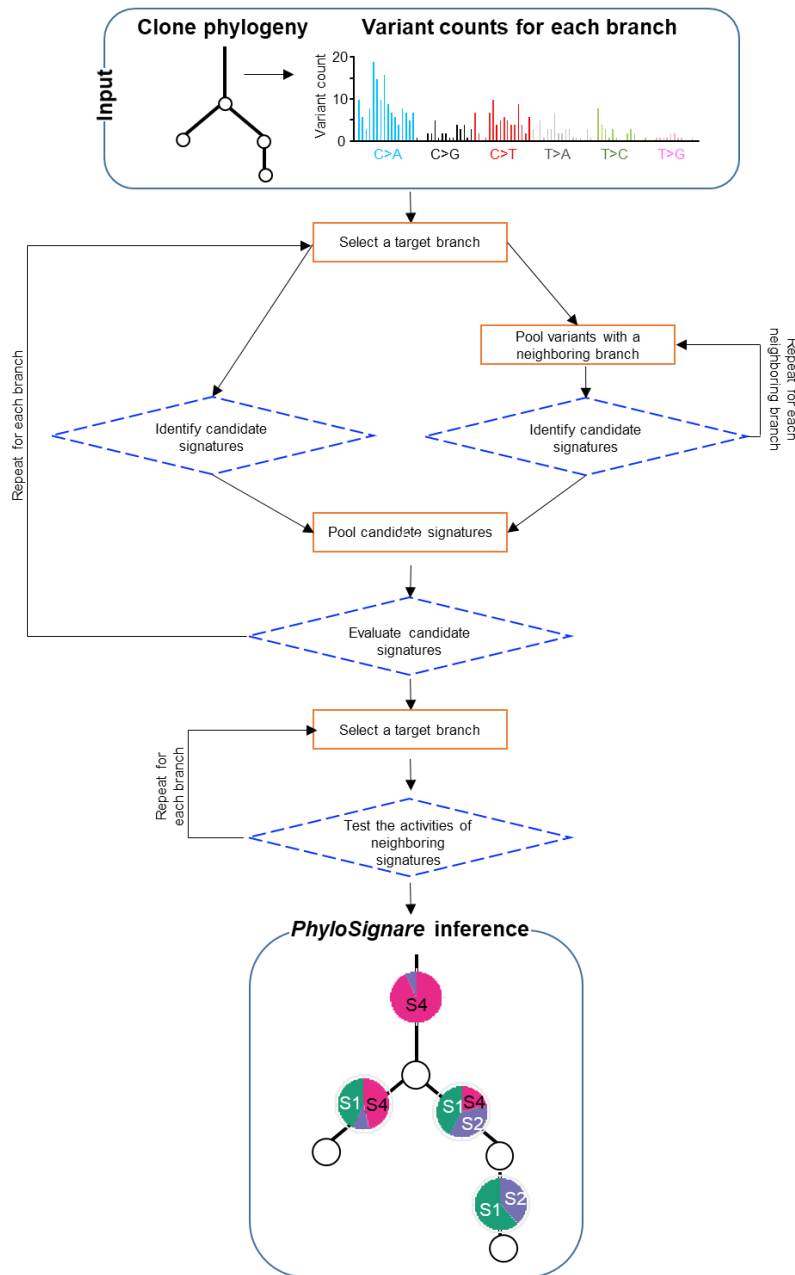 Clone phylogeny
Variant counts for each branch
Input
Variant count
20
10
0
C>A
C>G
C>T
T>A
T>C
T>G
Select a target branch
Pool variants with a
neighboring branch
Repeat for each
neighboring branch
Repeat for each branch
Identify candidate
signatures
Identify candidate
signatures
Pool candidate signatures
Evaluate candidate
signatures
Select a target branch
Repeat for
each branch
Test the activities of
neighboring
signatures
PhyloSignare inference
S4
S1
S4
S1
S4
S2
S1
S2